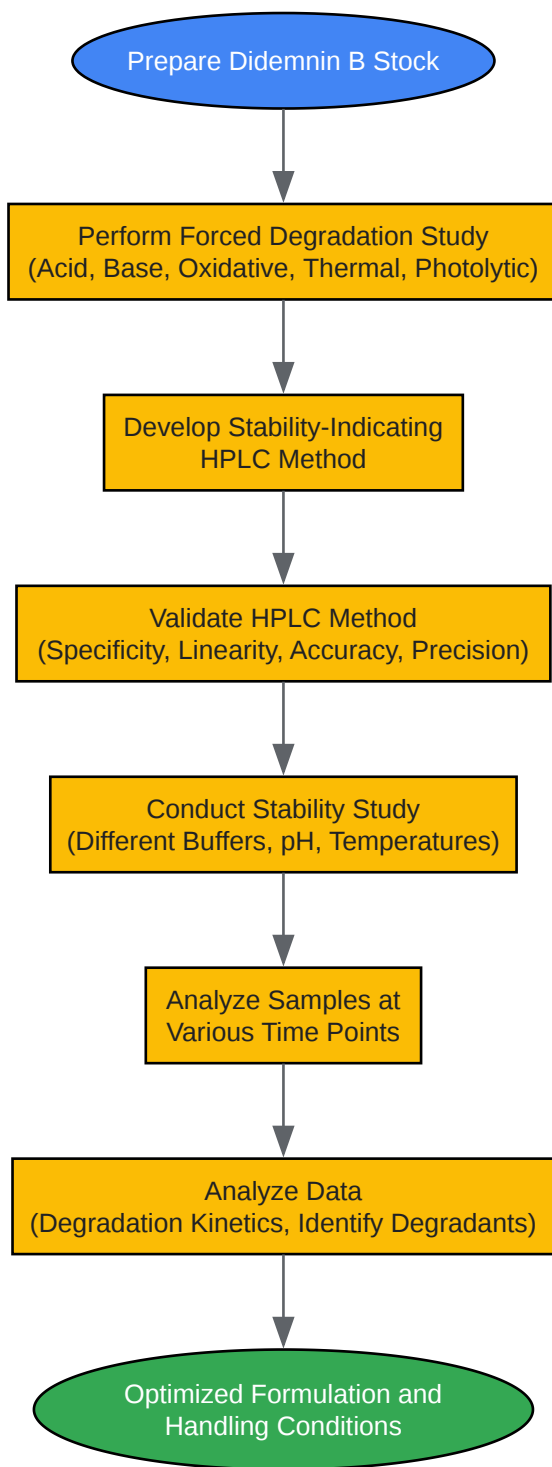 Prepare Didemnin B Stock
Perform Forced Degradation Study
(Acid, Base, Oxidative, Thermal, Photolytic)
Develop Stability-Indicating
HPLC Method
Validate HPLC Method
(Specificity, Linearity, Accuracy, Precision)
Conduct Stability Study
(Different Buffers, pH, Temperatures)
Analyze Samples at
Various Time Points
Analyze Data
(Degradation Kinetics, Identify Degradants)
Optimized Formulation and
Handling Conditions